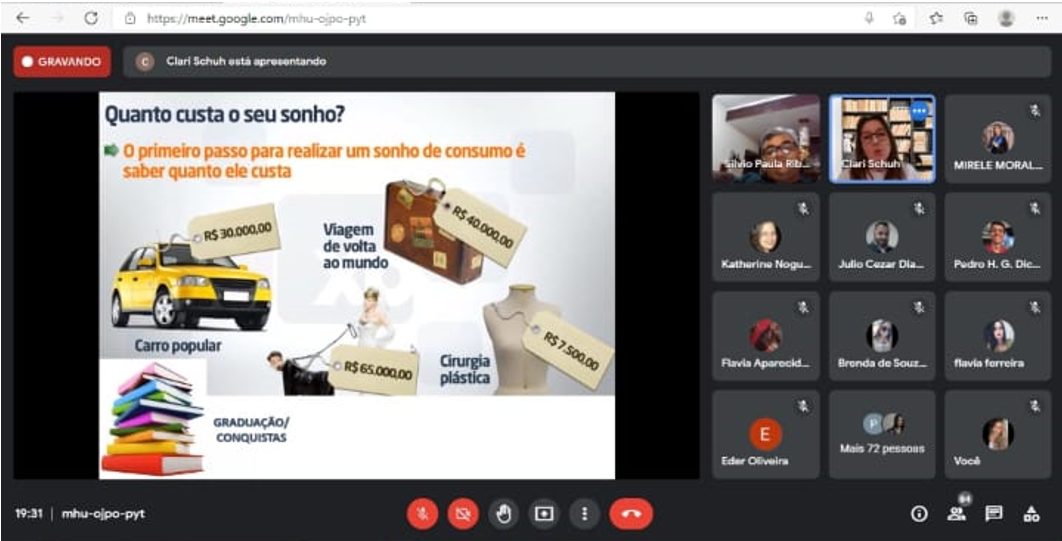 https://meet.google.com/mhu-ojpo-pyt
GRAVANDO
C
Clari Schuh está apresentando
Quanto custa o seu sonho?
O primeiro passo para realizar um sonho de consumo é
saber quanto ele custa
R$ 30.000,00
Viagem
de volta
ao mundo
R$ 40.000,00
Carro popular
R$ 65.000,00
Cirurgia
plástica
R$ 7.500,00
GRADUAÇÃO/
CONQUISTAS
Silvio Paula Rib...
Clari Schuh
MIRELE MORAL...
Katherine Nogu...
Julio Cezar Dia...
Pedro H. G. Dic...
Flavia Aparecid...
Brenda de Souz...
flavia ferreira
E
Eder Oliveira
P
Mais 72 pessoas
Você
19:31 | mhu-ojpo-pyt
84